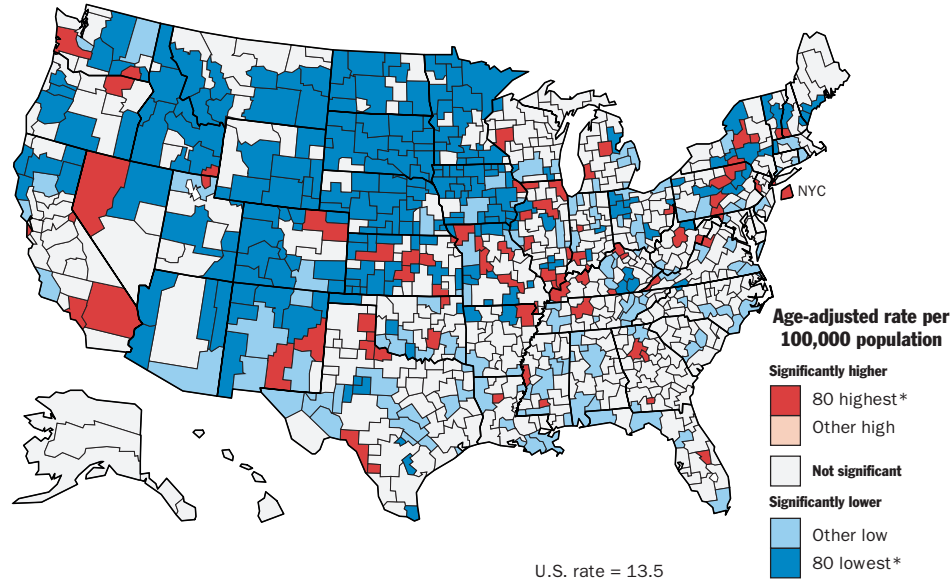 NYC
Age-adjusted rate per
100,000 population
Significantly higher
80 highest*
Other high
Not significant
Significantly lower
Other low
80 lowest*
U.S. rate = 13.5